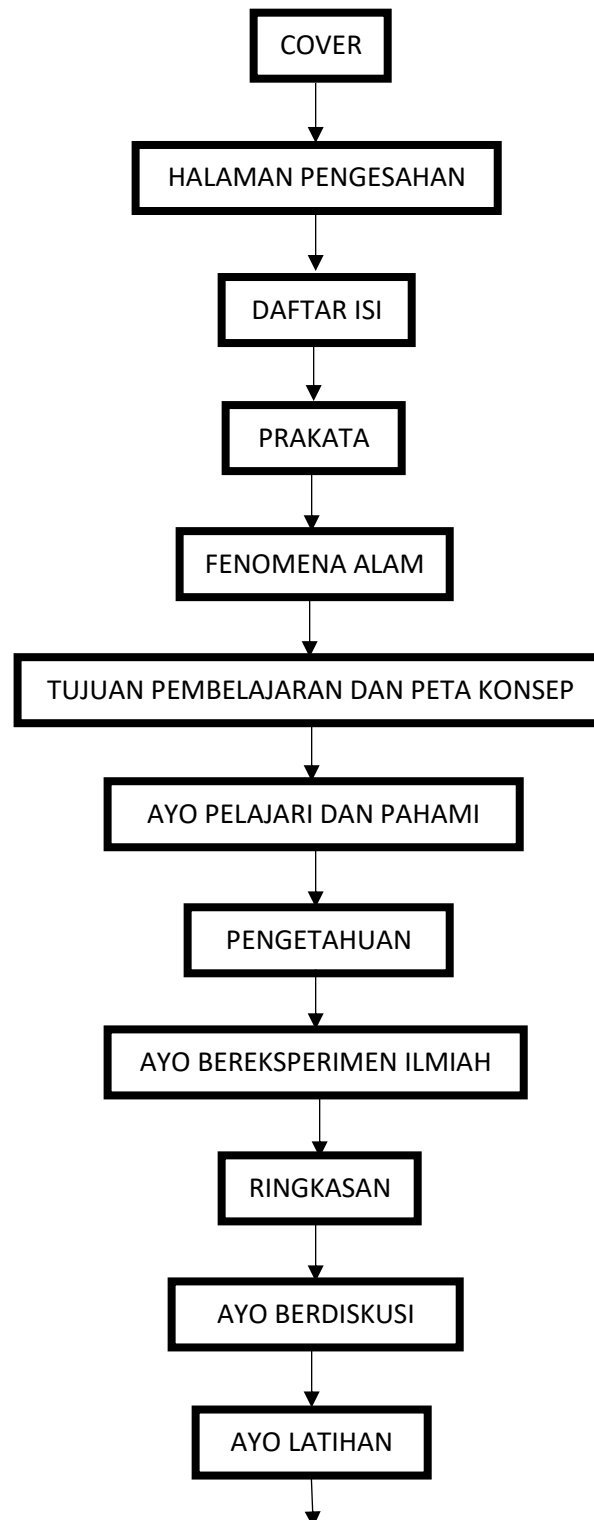 COVER
HALAMAN PENGESAHAN
DAFTAR ISI
PRAKATA
FENOMENA ALAM
TUJUAN PEMBELAJARAN DAN PETA KONSEP
AYO PELAJARI DAN PAHAMI
PENGETAHUAN
AYO BEREKSPERIMEN ILMIAH
RINGKASAN
AYO BERDISKUSI
AYO LATIHAN